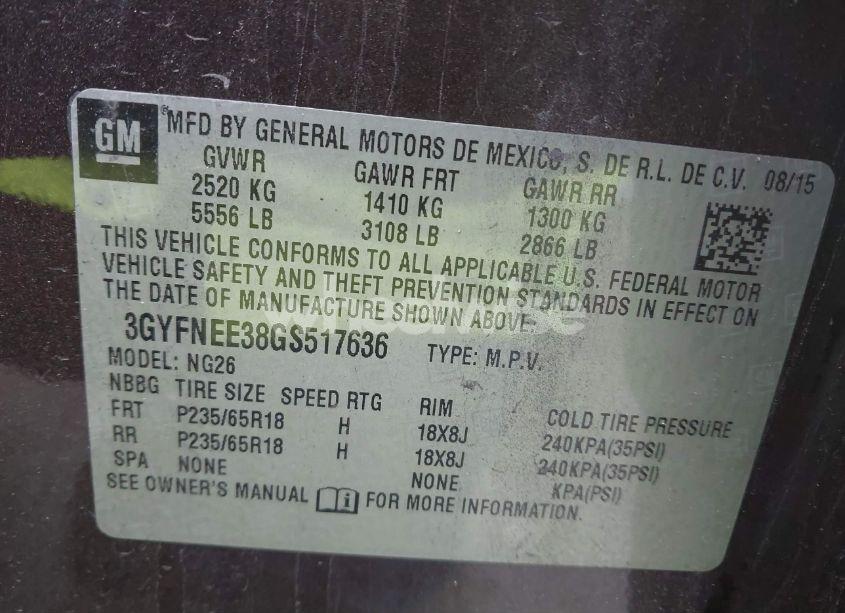 GM
MFD BY GENERAL MOTORS DE MEXICO, S. DE R.L. DE C.V. 08/15
GVWR GAWR FRT GAWR RR
2520 KG 1410 KG 1300 KG
5556 LB 3108 LB 2866 LB
THIS VEHICLE CONFORMS TO ALL APPLICABLE U.S. FEDERAL MOTOR
VEHICLE SAFETY AND THEFT PREVENTION STANDARDS IN EFFECT ON
THE DATE OF MANUFACTURE SHOWN ABOVE.
3GYFNEE38GS517636 TYPE: M.P.V.
MODEL: NG26
NBBG TIRE SIZE SPEED RTG RIM COLD TIRE PRESSURE
FRT P235/65R18 H 18X8J 240KPA(35PSI)
RR P235/65R18 H 18X8J 240KPA(35PSI)
SPA NONE NONE KPA(PSI)
SEE OWNER'S MANUAL FOR MORE INFORMATION.